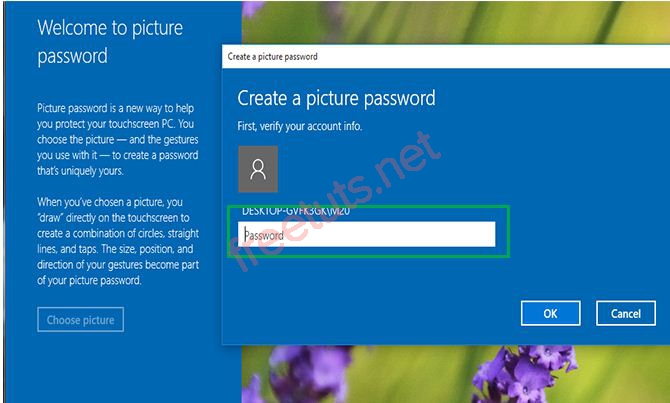 Welcome to picture
password
Picture password is a new way to help
you protect your touchscreen PC. You
choose the picture — and the gestures
you use with it — to create a password
that's uniquely yours.
When you've chosen a picture, you
"draw" directly on the touchscreen to
create a combination of circles, straight
lines, and taps. The size, position, and
direction of your gestures become part
of your picture password.
Choose picture
Create a picture password
Create a picture password
First, verify your account info.
Password
OK
Cancel
freetuts.net